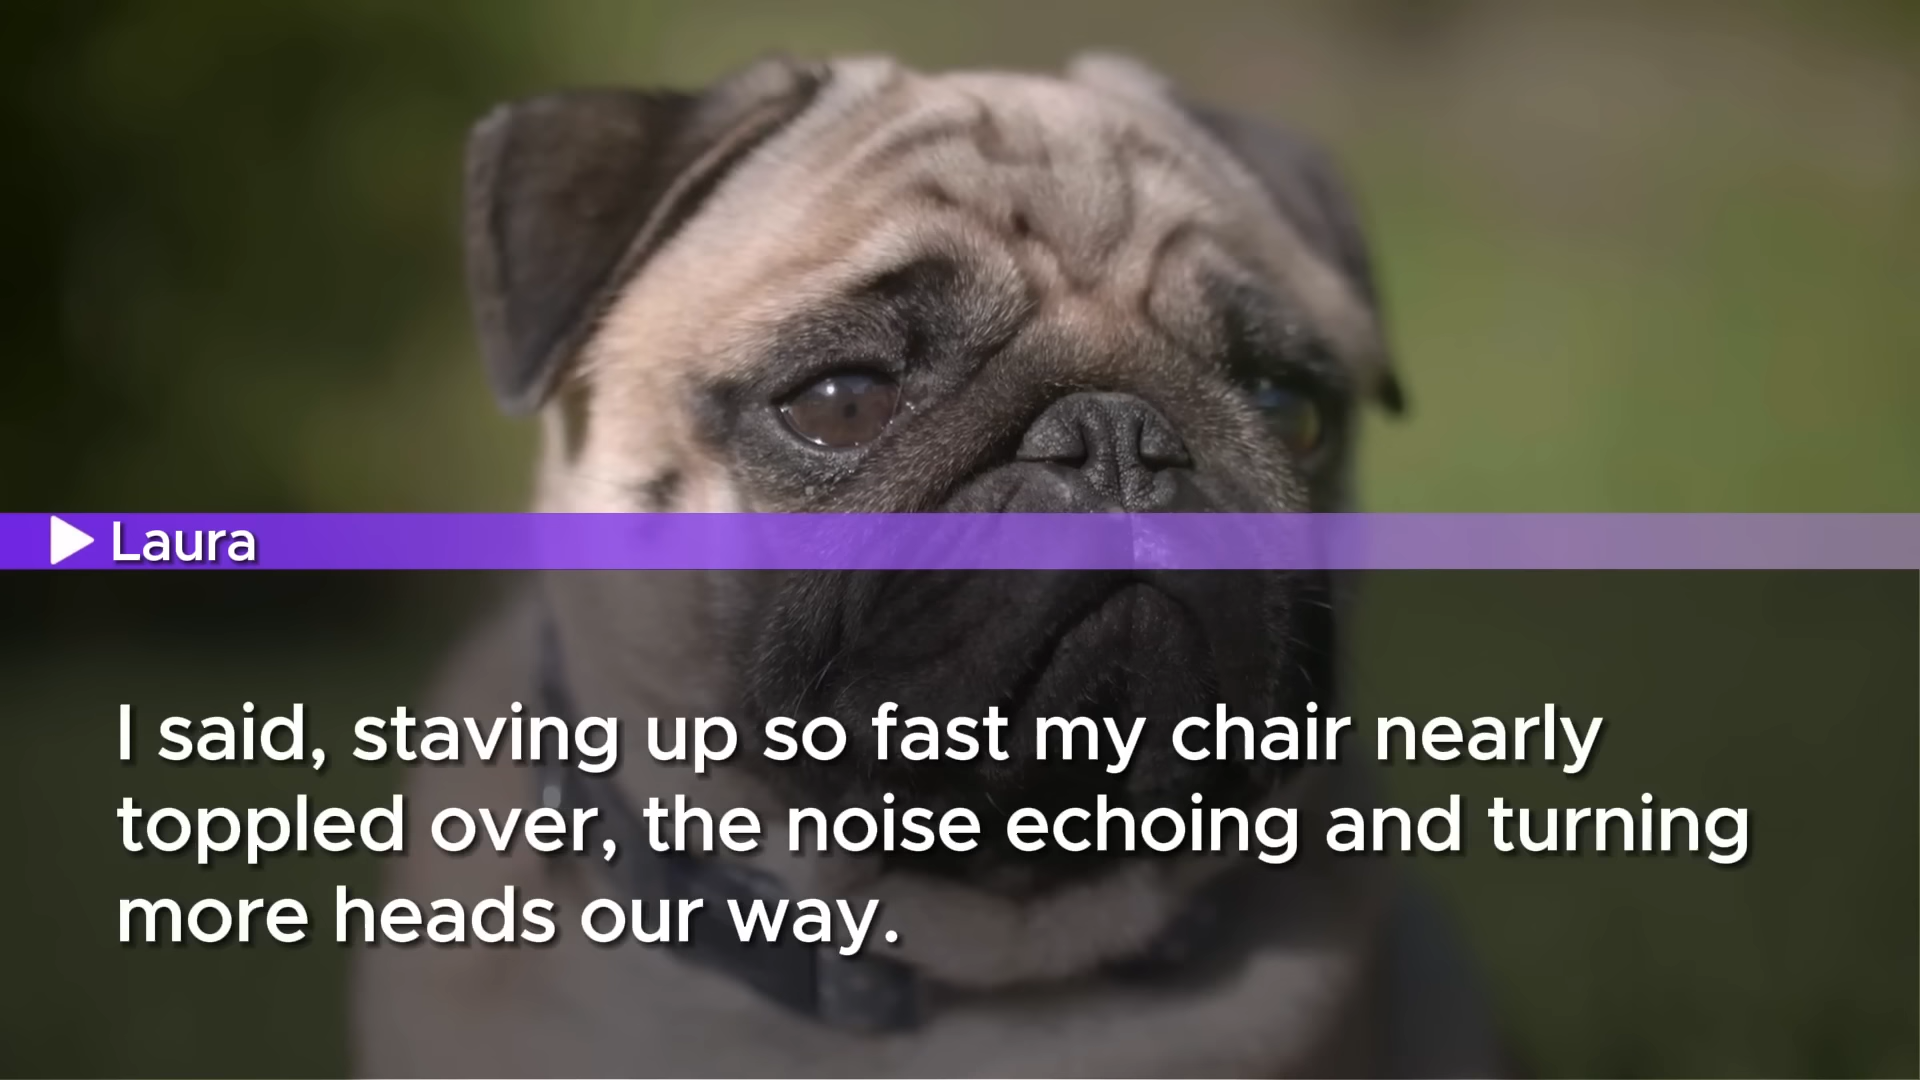 Laura
I said, staving up so fast my chair nearly
toppled over, the noise echoing and turning
more heads our way.